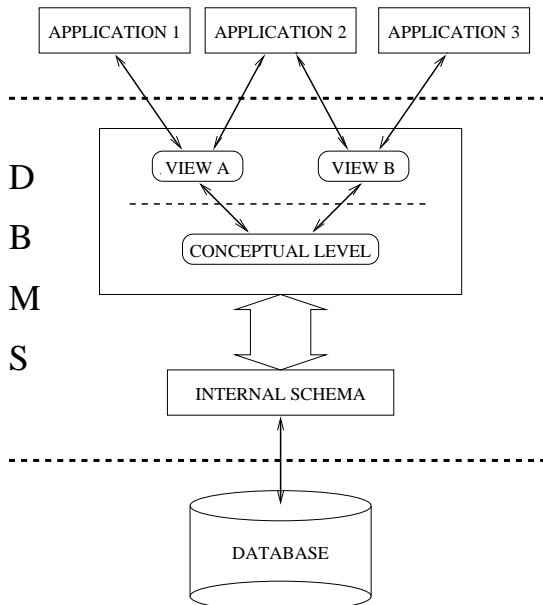 APPLICATION 1
APPLICATION 2
APPLICATION 3
D
B
M
S
VIEW A
VIEW B
CONCEPTUAL LEVEL
INTERNAL SCHEMA
DATABASE